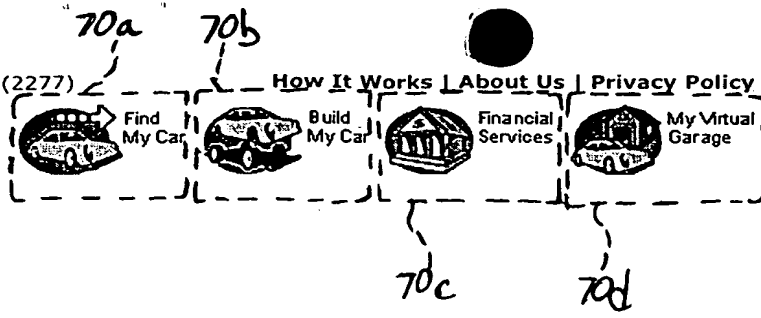 70a 70b
(2277) How It Works | About Us | Privacy Policy
Find Build Financial My Virtual
My Car My Car Services Garage
70c 70d